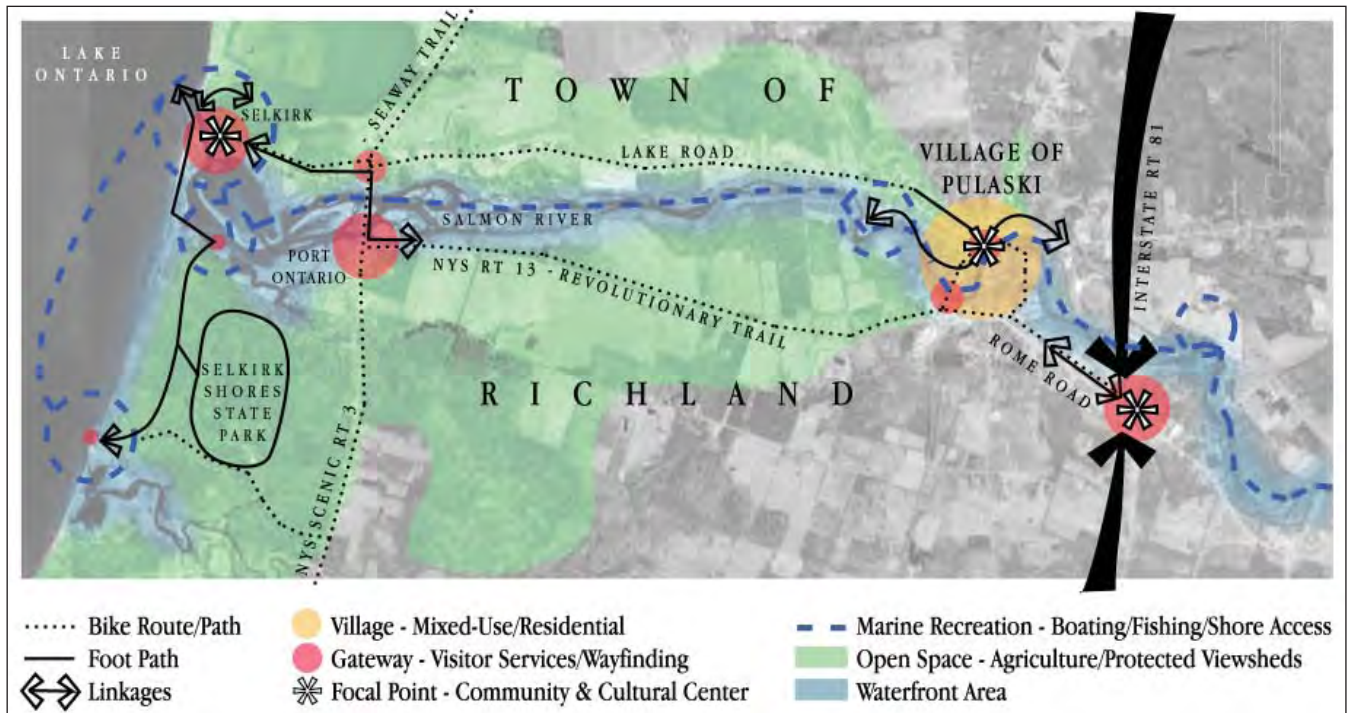 LAKE
ONTARIO
SELKIRK
SEAWAY TRAIL
TOWN OF
LAKE ROAD
VILLAGE OF
PULASKI
INTERSTATE RT 81
SALMON RIVER
PORT
ONTARIO
NYS RT 13 - REVOLUTIONARY TRAIL
ROME ROAD
SELKIRK
SHORES
STATE
PARK
RICHLAND
NYS SCENIC RT 3
Bike Route/Path
Foot Path
Linkages
Village - Mixed-Use/Residential
Gateway - Visitor Services/Wayfinding
Focal Point - Community & Cultural Center
Marine Recreation - Boating/Fishing/Shore Access
Open Space - Agriculture/Protected Viewsheds
Waterfront Area